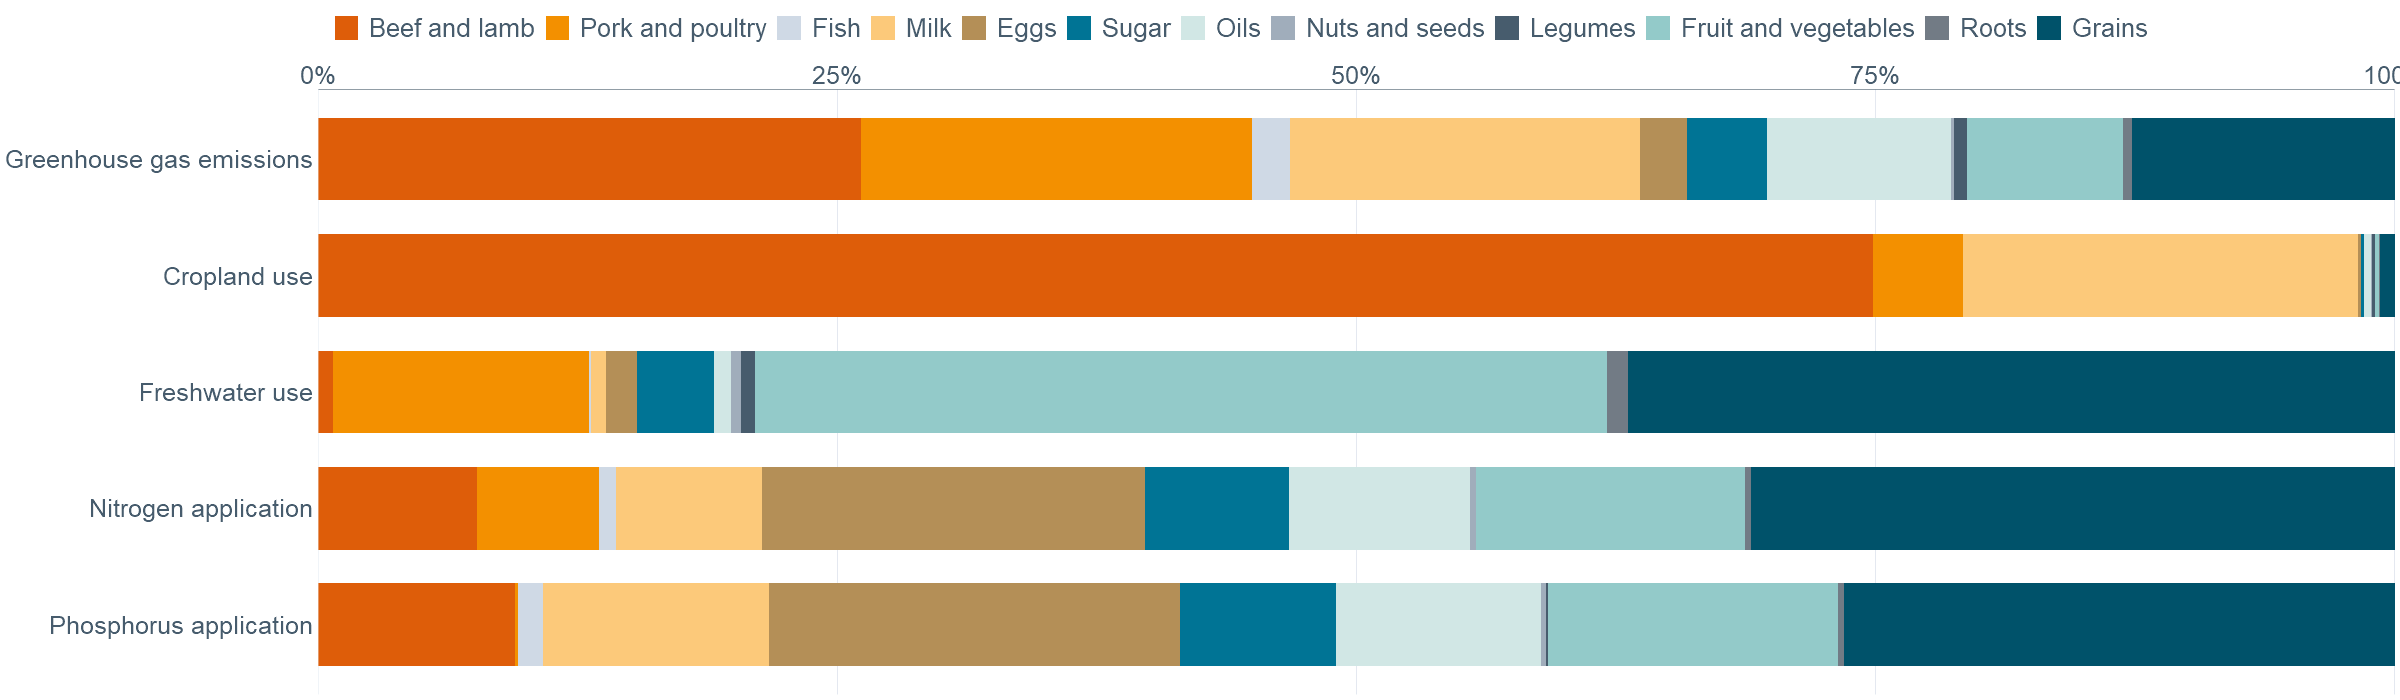 Beef and lamb Pork and poultry Fish Milk Eggs Sugar Oils Nuts and seeds Legumes Fruit and vegetables Roots Grains
0% 25% 50% 75% 100
Greenhouse gas emissions
Cropland use
Freshwater use
Nitrogen application
Phosphorus application